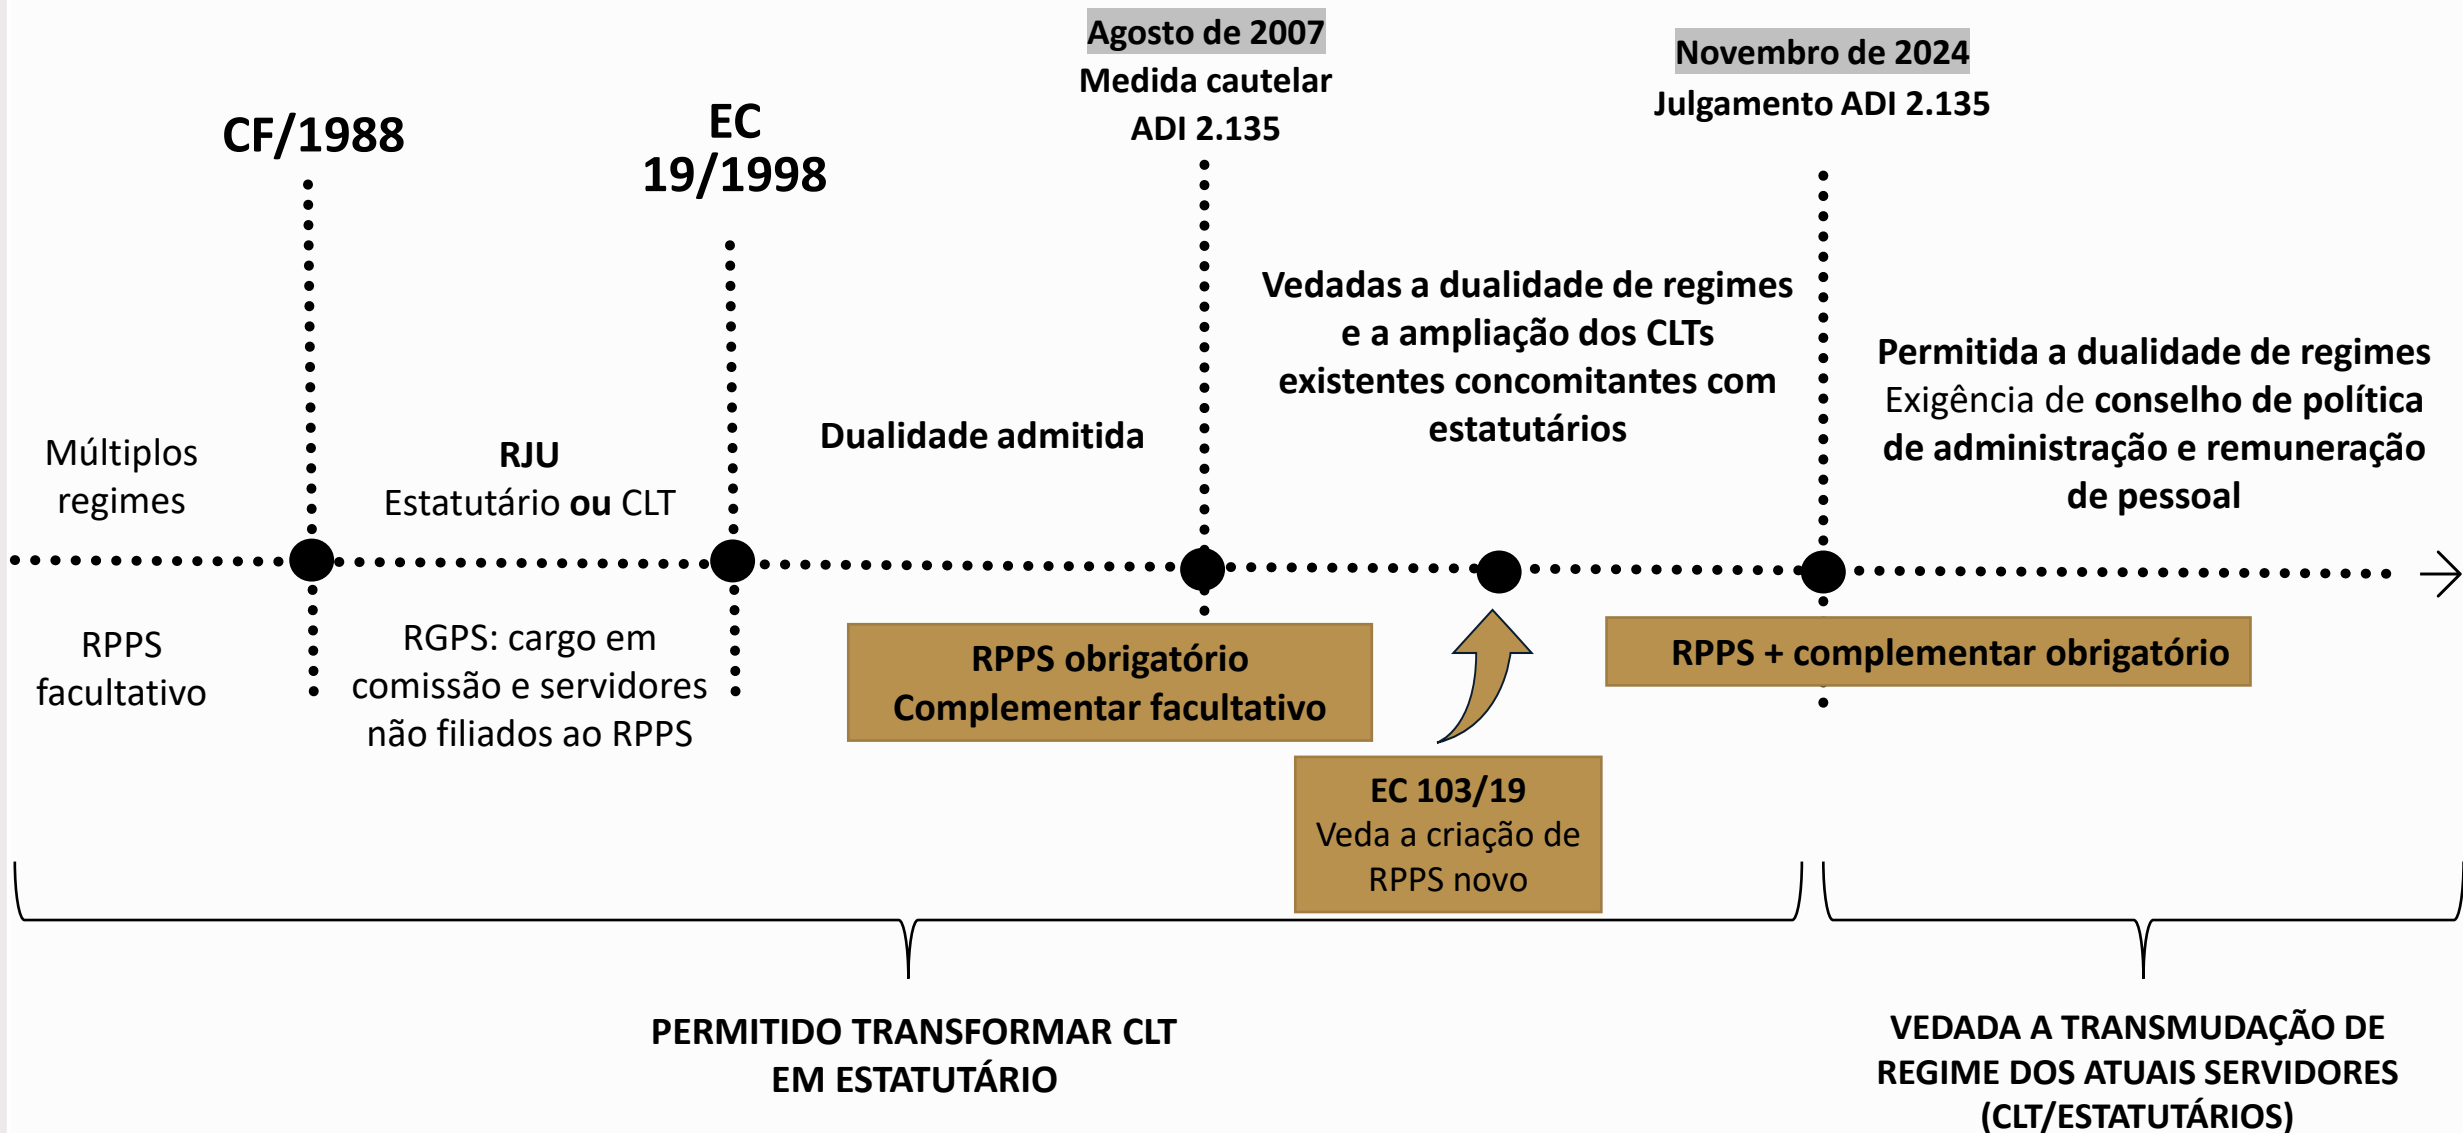 Agosto de 2007
Medida cautelar
ADI 2.135
Novembro de 2024
Julgamento ADI 2.135
CF/1988
EC
19/1998
Múltiplos
regimes
RJU
Estatutário ou CLT
Dualidade admitida
Vedadas a dualidade de regimes
e a ampliação dos CLTs
existentes concomitantes com
estatutários
Permitida a dualidade de regimes
Exigência de conselho de política
de administração e remuneração
de pessoal
RPPS
facultativo
RGPS: cargo em
comissão e servidores
não filiados ao RPPS
RPPS obrigatório
Complementar facultativo
EC 103/19
Veda a criação de
RPPS novo
RPPS + complementar obrigatório
PERMITIDO TRANSFORMAR CLT
EM ESTATUTÁRIO
VEDADA A TRANSMUDAÇÃO DE
REGIME DOS ATUAIS SERVIDORES
(CLT/ESTATUTÁRIOS)